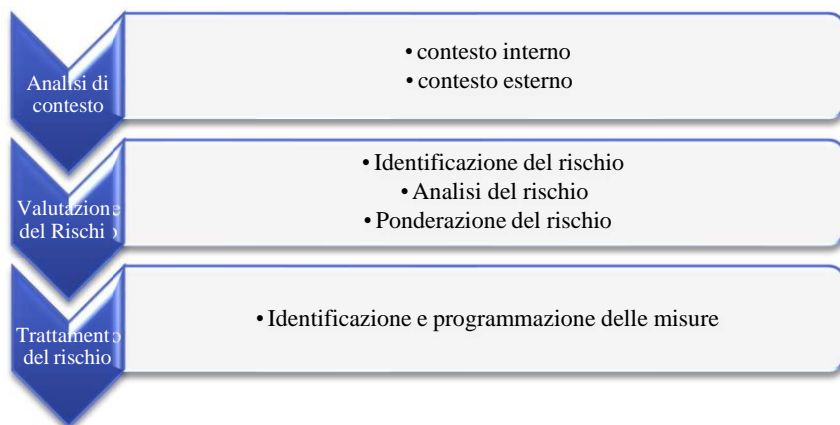 Analisi di
contesto
• contesto interno
• contesto esterno
Valutazione
del Rischio
• Identificazione del rischio
• Analisi del rischio
• Ponderazione del rischio
Trattamento
del rischio
• Identificazione e programmazione delle misure